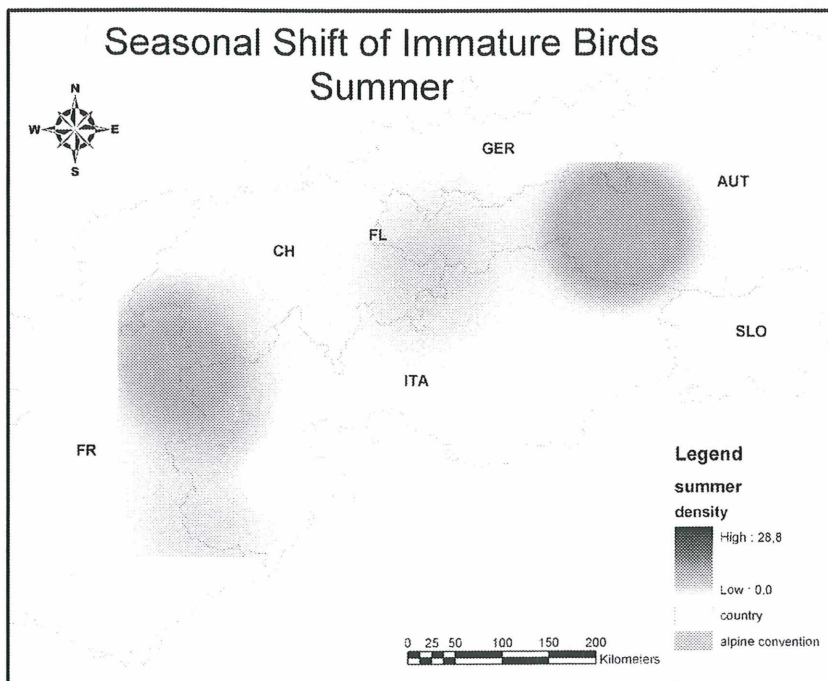 Seasonal Shift of Immature Birds
Summer
N
W E
S
GER
AUT
FL
CH
SLO
ITA
FR
Legend
summer
density
High : 28,8
Low : 0.0
country
alpine convention
0 25 50 100 150 200
Kilometers